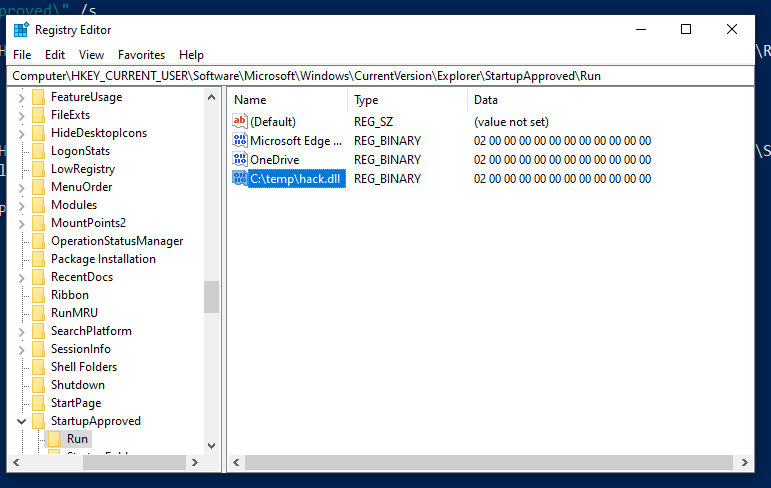 proved\" /s
Registry Editor
File Edit View Favorites Help
Computer\HKEY_CURRENT_USER\Software\Microsoft\Windows\CurrentVersion\Explorer\StartupApproved\Run
FeatureUsage
FileExts
HideDesktopIcons
LogonStats
LowRegistry
MenuOrder
Modules
MountPoints2
OperationStatusManager
Package Installation
RecentDocs
Ribbon
RunMRU
SearchPlatform
SessionInfo
Shell Folders
Shutdown
StartPage
StartupApproved
Run
Name Type Data
(Default) REG_SZ (value not set)
Microsoft Edge ... REG_BINARY 02 00 00 00 00 00 00 00 00 00 00 00
OneDrive REG_BINARY 02 00 00 00 00 00 00 00 00 00 00 00
C:\temp\hack.dll REG_BINARY 02 00 00 00 00 00 00 00 00 00 00 00